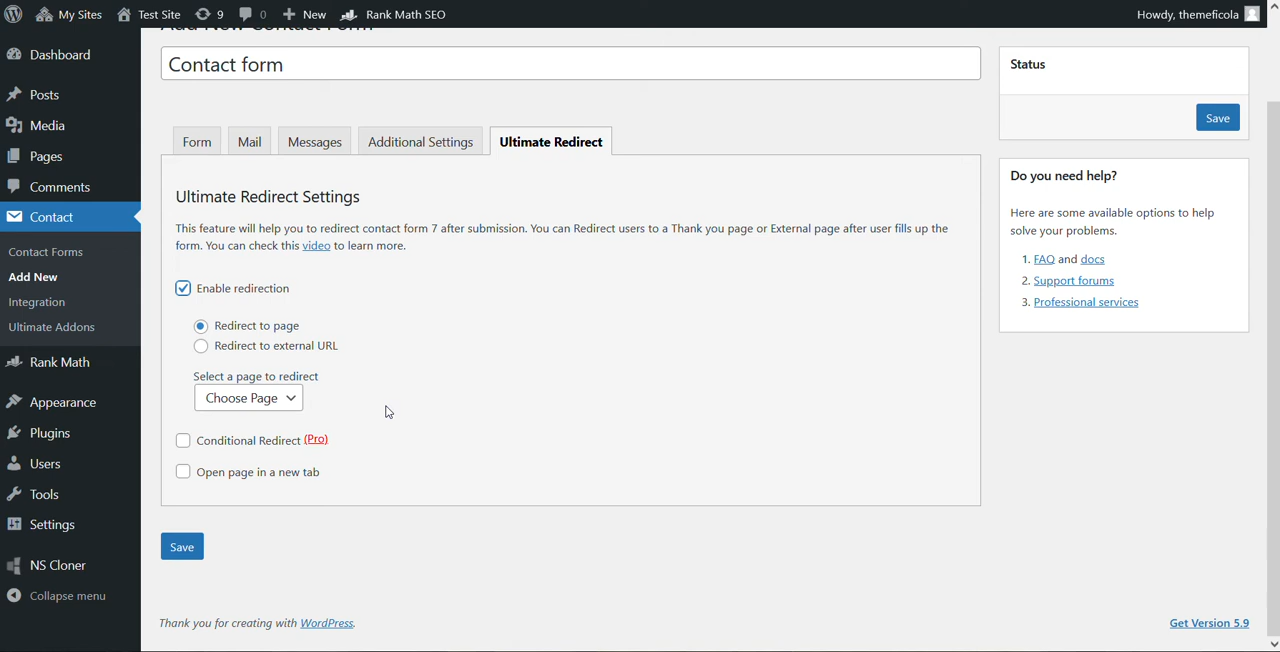 My Sites Test Site 9 0 New Rank Math SEO Howdy, themeficola
Dashboard
Posts
Media
Pages
Comments
Contact
Contact Forms
Add New
Integration
Ultimate Addons
Rank Math
Appearance
Plugins
Users
Tools
Settings
NS Cloner
Collapse menu
Add New Contact Form
Contact form
Form Mail Messages Additional Settings Ultimate Redirect
Ultimate Redirect Settings
This feature will help you to redirect contact form 7 after submission. You can Redirect users to a Thank you page or External page after user fills up the
form. You can check this video to learn more.
Enable redirection
Redirect to page
Redirect to external URL
Select a page to redirect
Choose Page
Conditional Redirect (Pro)
Open page in a new tab
Save
Status
Save
Do you need help?
Here are some available options to help
solve your problems.
1. FAQ and docs
2. Support forums
3. Professional services
Thank you for creating with WordPress.
Get Version 5.9